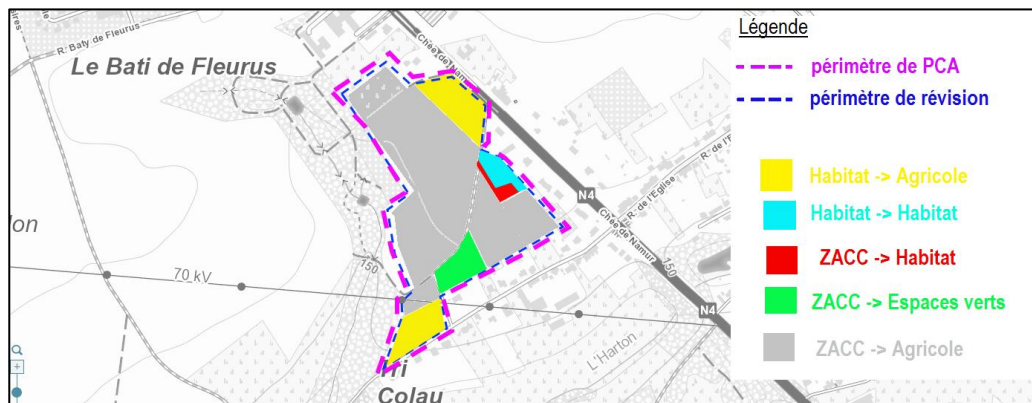 Légende
R. Baty de Fleurus
Le Bati de Fleurus
Chée de Namur
périmètre de PCA
périmètre de révision
Habitat -> Agricole
Habitat -> Habitat
ZACC -> Habitat
ZACC -> Espaces verts
ZACC -> Agricole
N4
R. de l'Eglise
Chée de Namur
lon
70 kV
150
150
N4
L'Harton
Tri
Colau